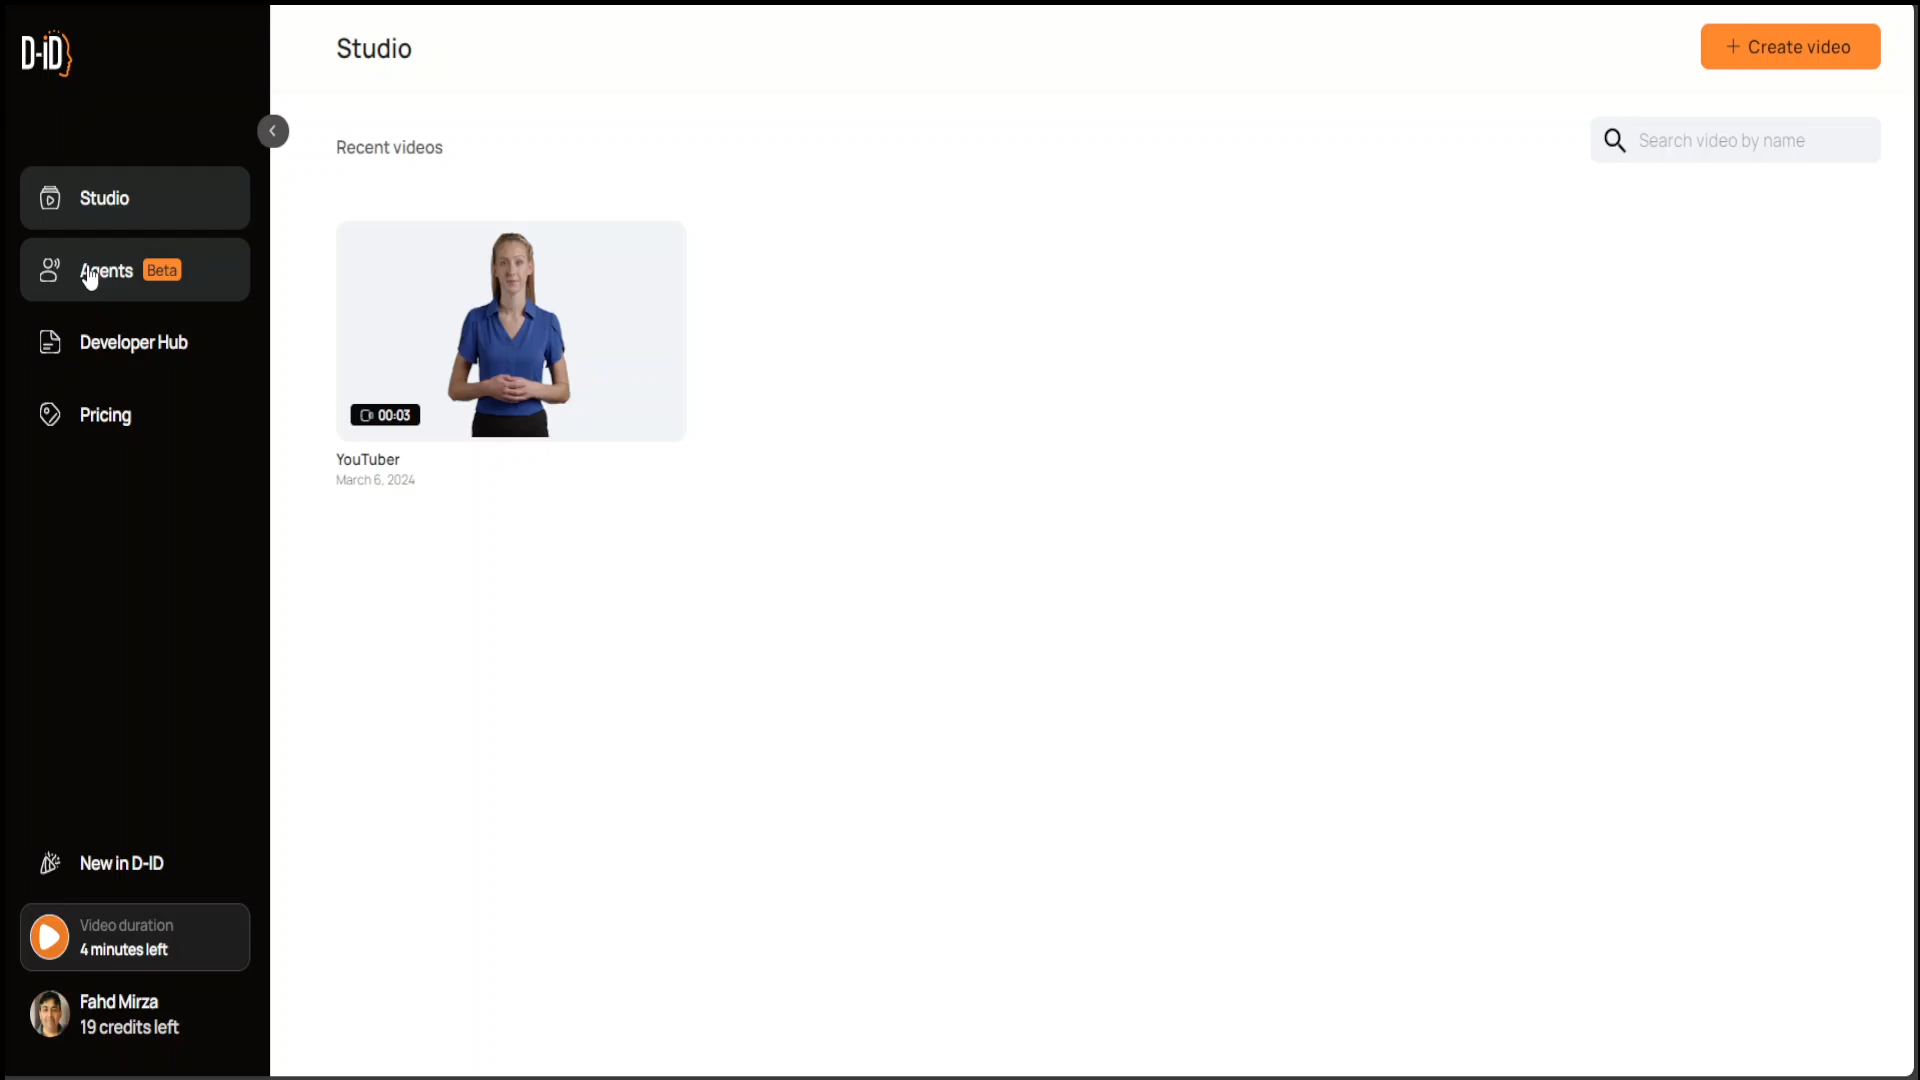 D-iD
Studio
+ Create video
Recent videos
Search video by name
Studio
Agents Beta
Developer Hub
Pricing
00:03
YouTuber
March 6, 2024
New in D-ID
Video duration
4 minutes left
Fahd Mirza
19 credits left